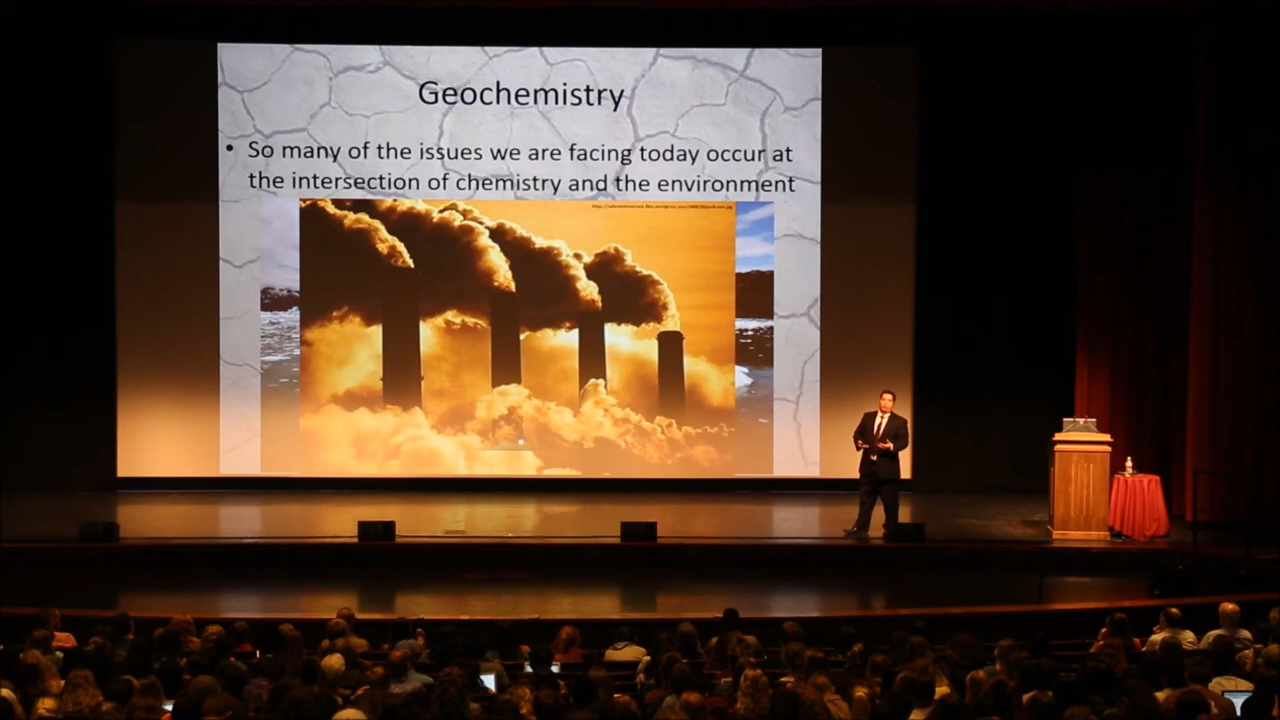 Geochemistry
• So many of the issues we are facing today occur at
the intersection of chemistry and the environment